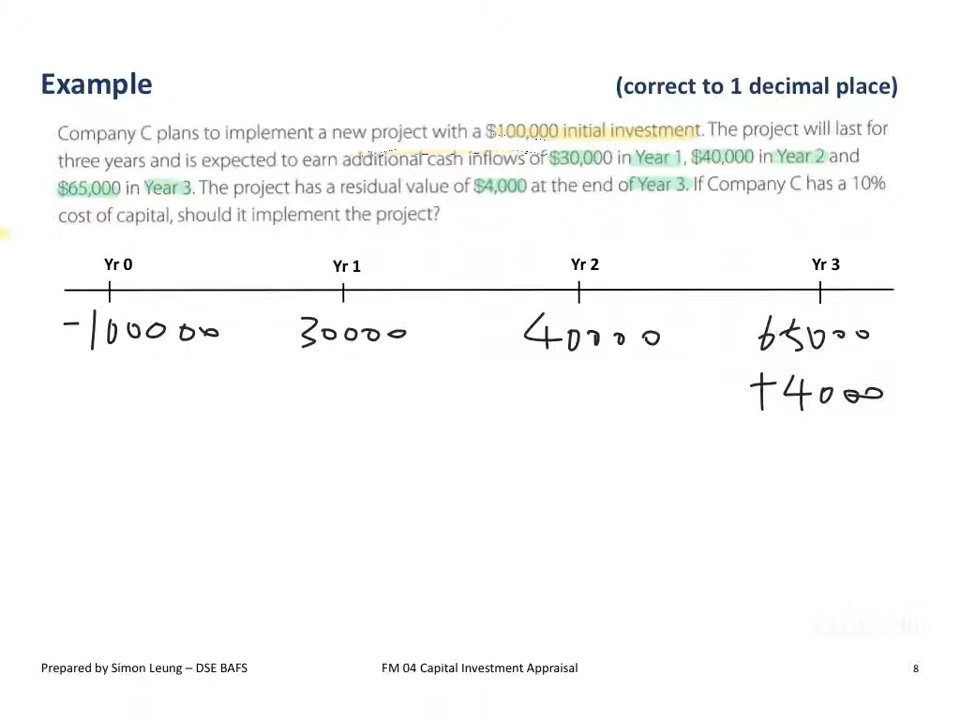 Example
(correct to 1 decimal place)
Company C plans to implement a new project with a $100,000 initial investment. The project will last for
three years and is expected to earn additional cash inflows of $30,000 in Year 1, $40,000 in Year 2 and
$65,000 in Year 3. The project has a residual value of $4,000 at the end of Year 3. If Company C has a 10%
cost of capital, should it implement the project?
Yr 0 Yr 1 Yr 2 Yr 3
-100000 30000 40000 65000
+4000
Prepared by Simon Leung – DSE BAFS FM 04 Capital Investment Appraisal 8